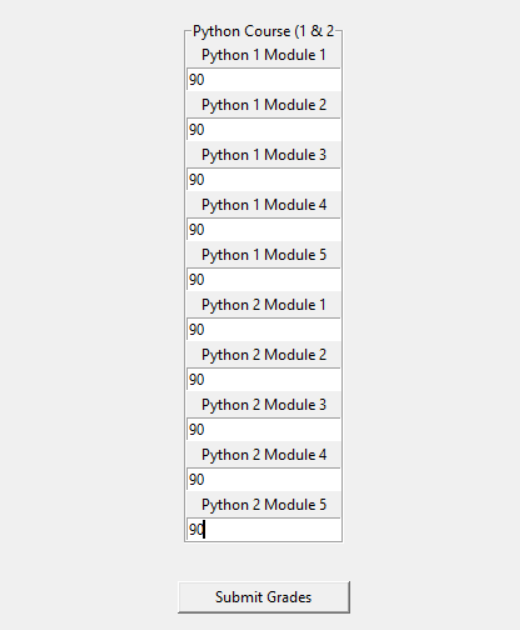 Python Course (1 & 2
Python 1 Module 1
90
Python 1 Module 2
90
Python 1 Module 3
90
Python 1 Module 4
90
Python 1 Module 5
90
Python 2 Module 1
90
Python 2 Module 2
90
Python 2 Module 3
90
Python 2 Module 4
90
Python 2 Module 5
90
Submit Grades